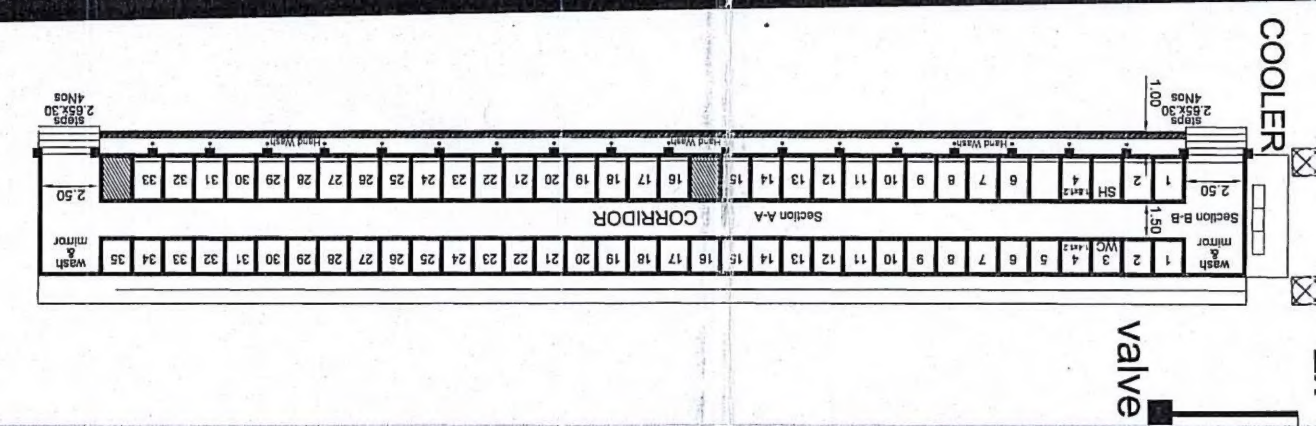 COOLER
valve
wash
&
mirror
Section B-B
2.50
1 2 WC 3 4 5 6 7 8 9 10 11 12 13 14 15 16 17 18 19 20 21 22 23 24 25 26 27 28 29 30 31 32 33 34 35
wash
&
mirror
1.50
Section A-A
CORRIDOR
1 2 SH 4 6 7 8 9 10 11 12 13 14 15 16 17 18 19 20 21 22 23 24 25 26 27 28 29 30 31 32 33
2.50
Hand Wash
Hand Wash
Hand Wash
1.00
steps
2.65x.30
4Nos
steps
2.65x.30
4Nos